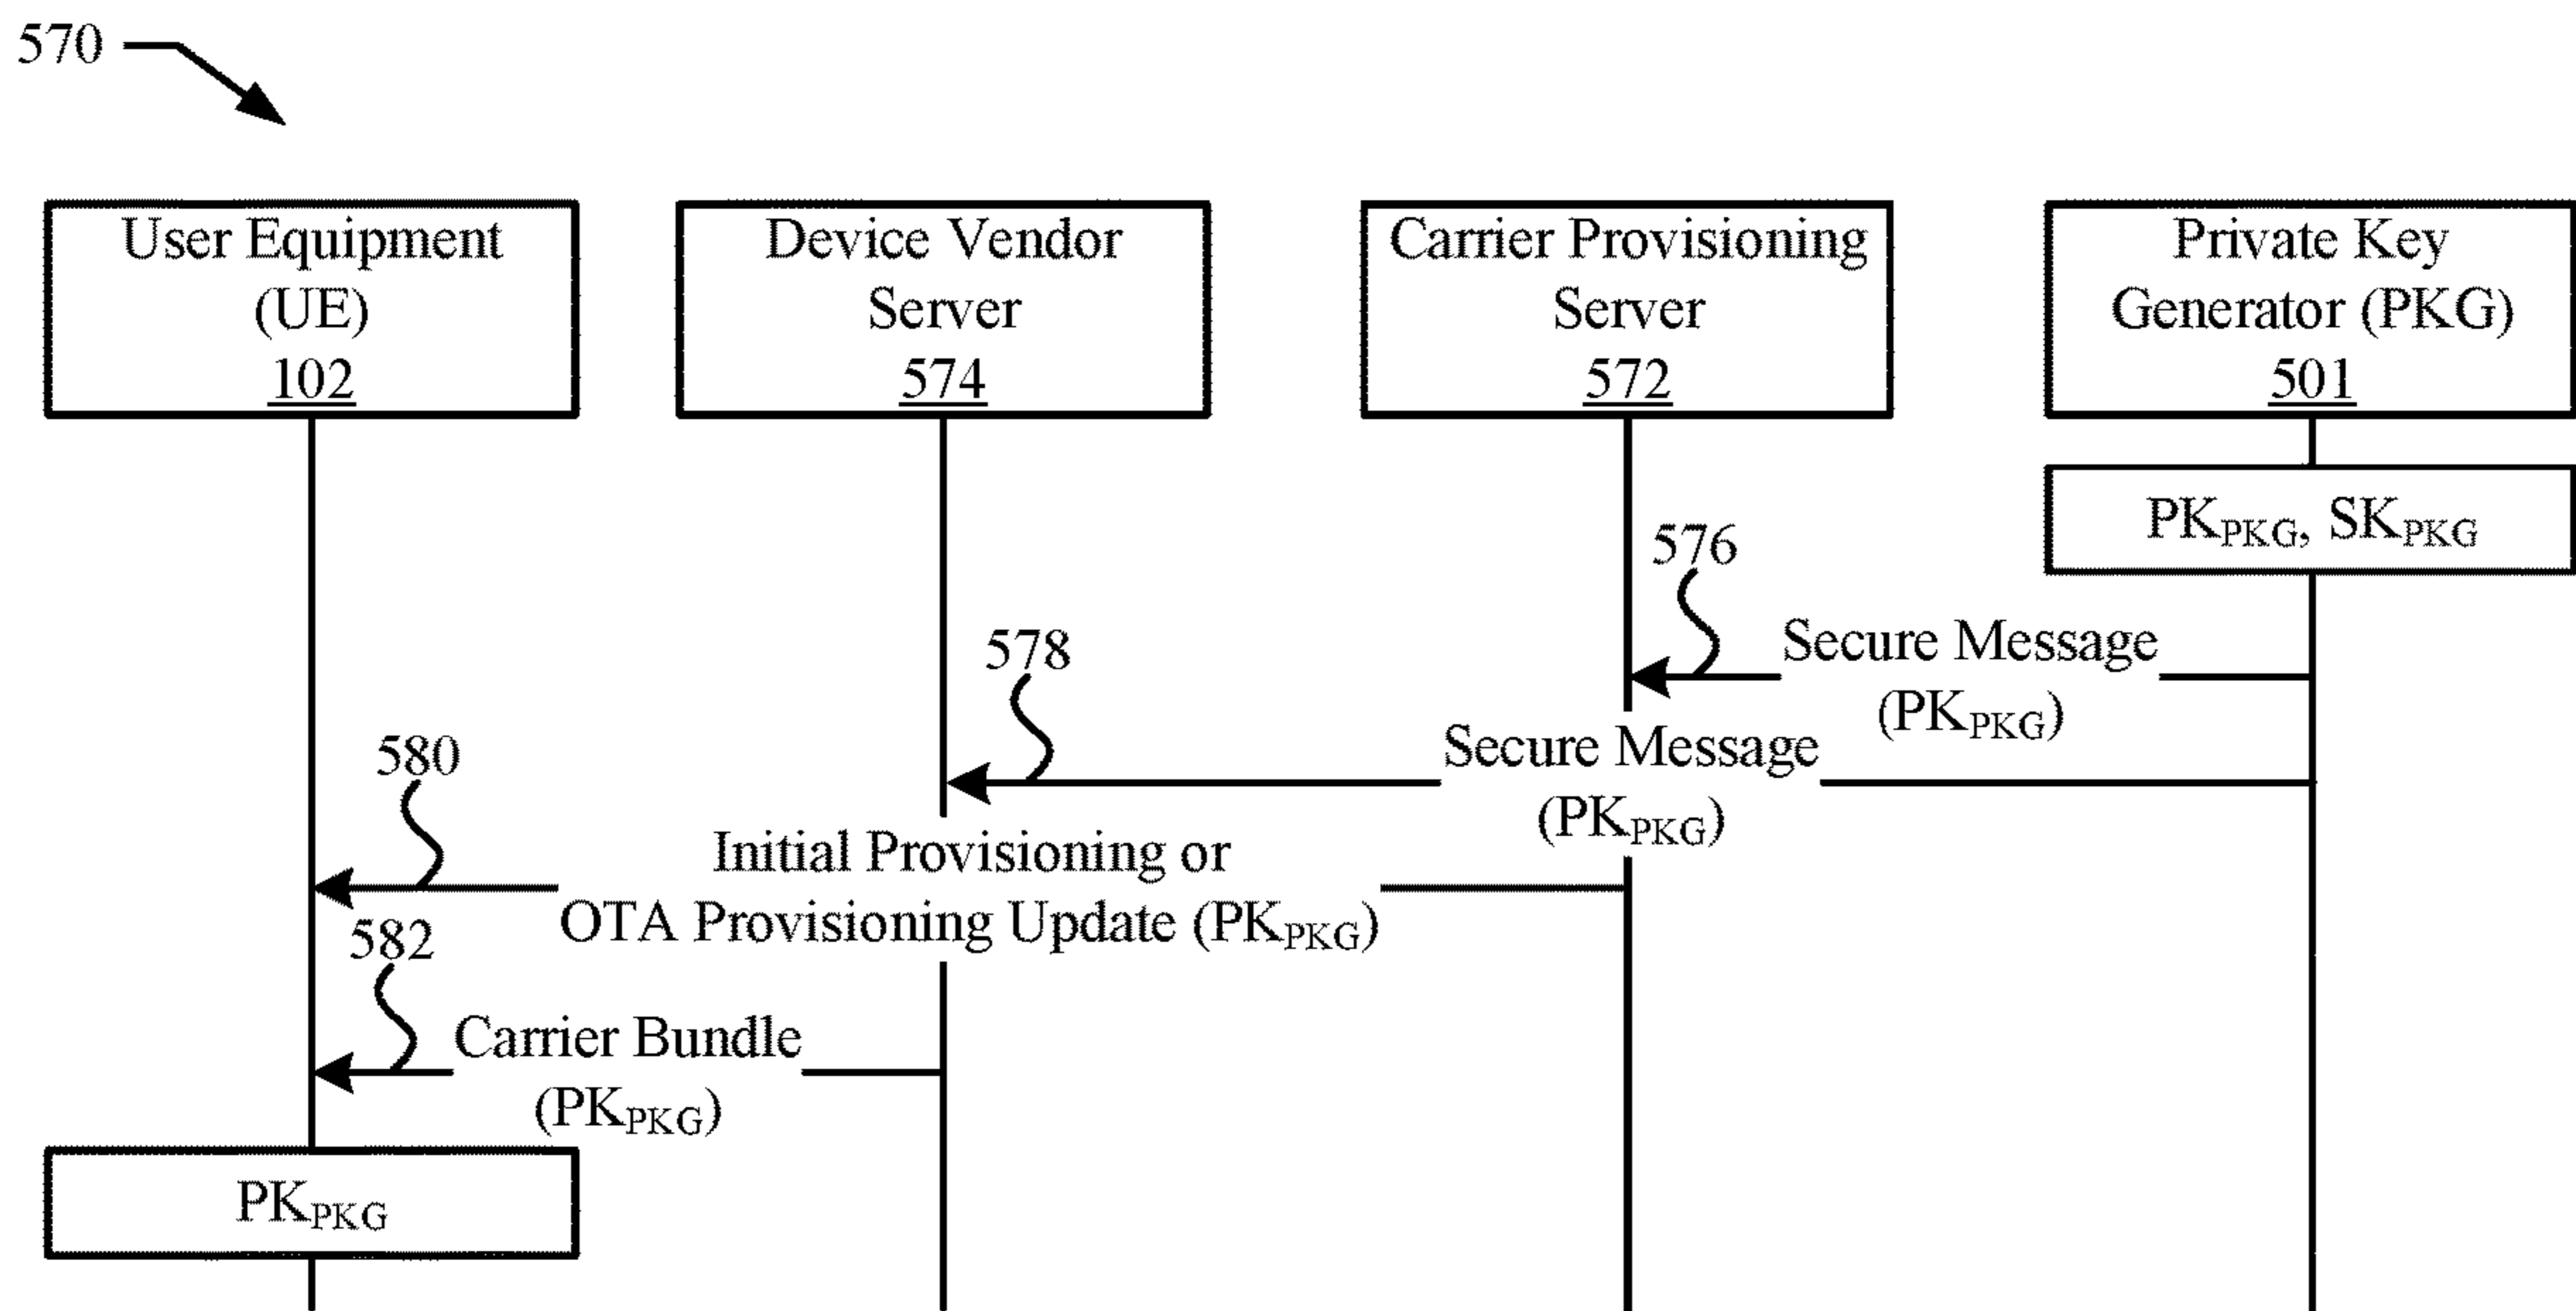 570
User Equipment
(UE)
102
Device Vendor
Server
574
Carrier Provisioning
Server
572
Private Key
Generator (PKG)
501
PKPKG, SKPKG
576
Secure Message
(PKPKG)
578
Secure Message
(PKPKG)
580
Initial Provisioning or
OTA Provisioning Update (PKPKG)
582
Carrier Bundle
(PKPKG)
PKPKG